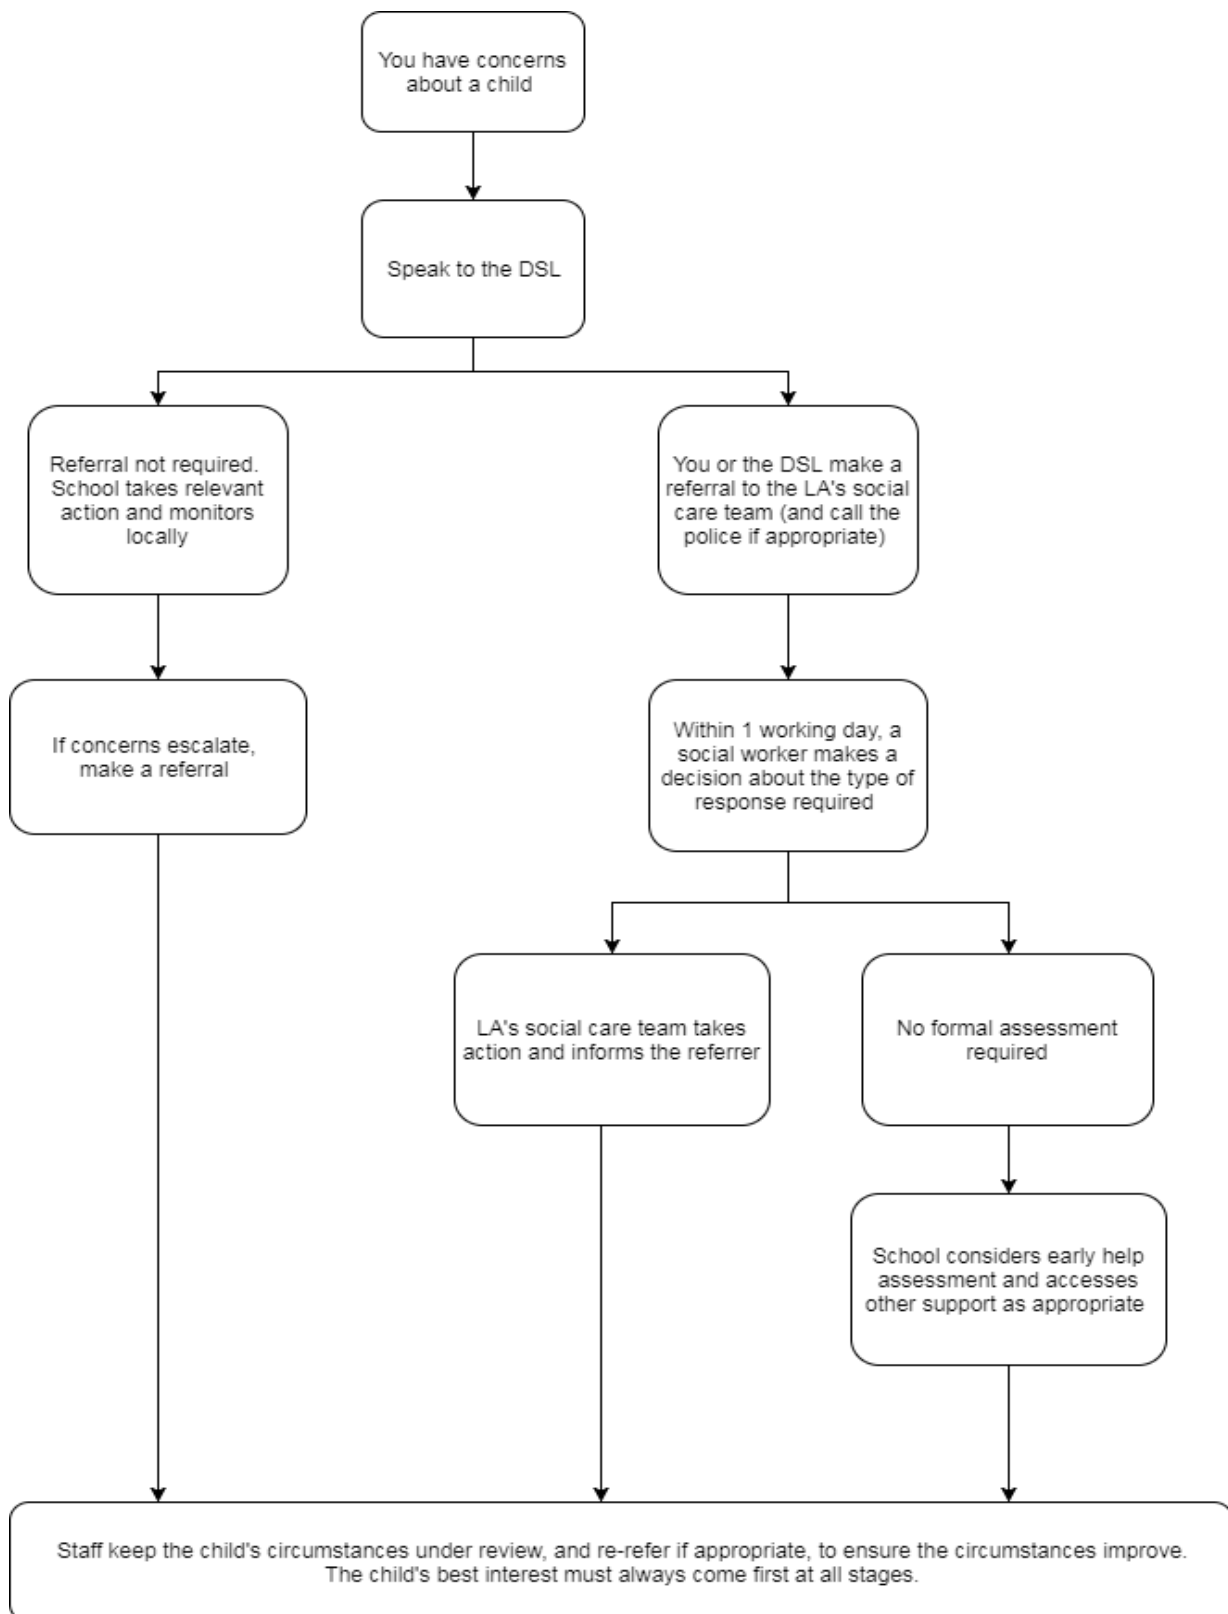 You have concerns
about a child
Speak to the DSL
Referral not required.
School takes relevant
action and monitors
locally
You or the DSL make a
referral to the LA's social
care team (and call the
police if appropriate)
If concerns escalate,
make a referral
Within 1 working day, a
social worker makes a
decision about the type of
response required
LA's social care team takes
action and informs the referrer
No formal assessment
required
School considers early help
assessment and accesses
other support as appropriate
Staff keep the child's circumstances under review, and re-refer if appropriate, to ensure the circumstances improve.
The child's best interest must always come first at all stages.